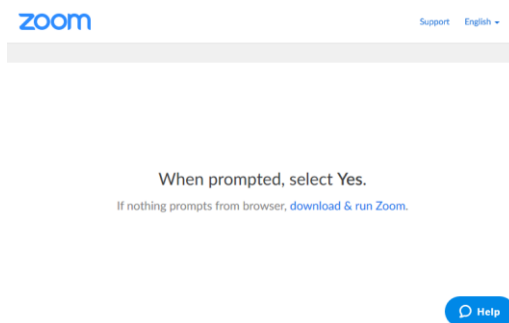 zoom
Support English
When prompted, select Yes.
If nothing prompts from browser, download & run Zoom.
Help